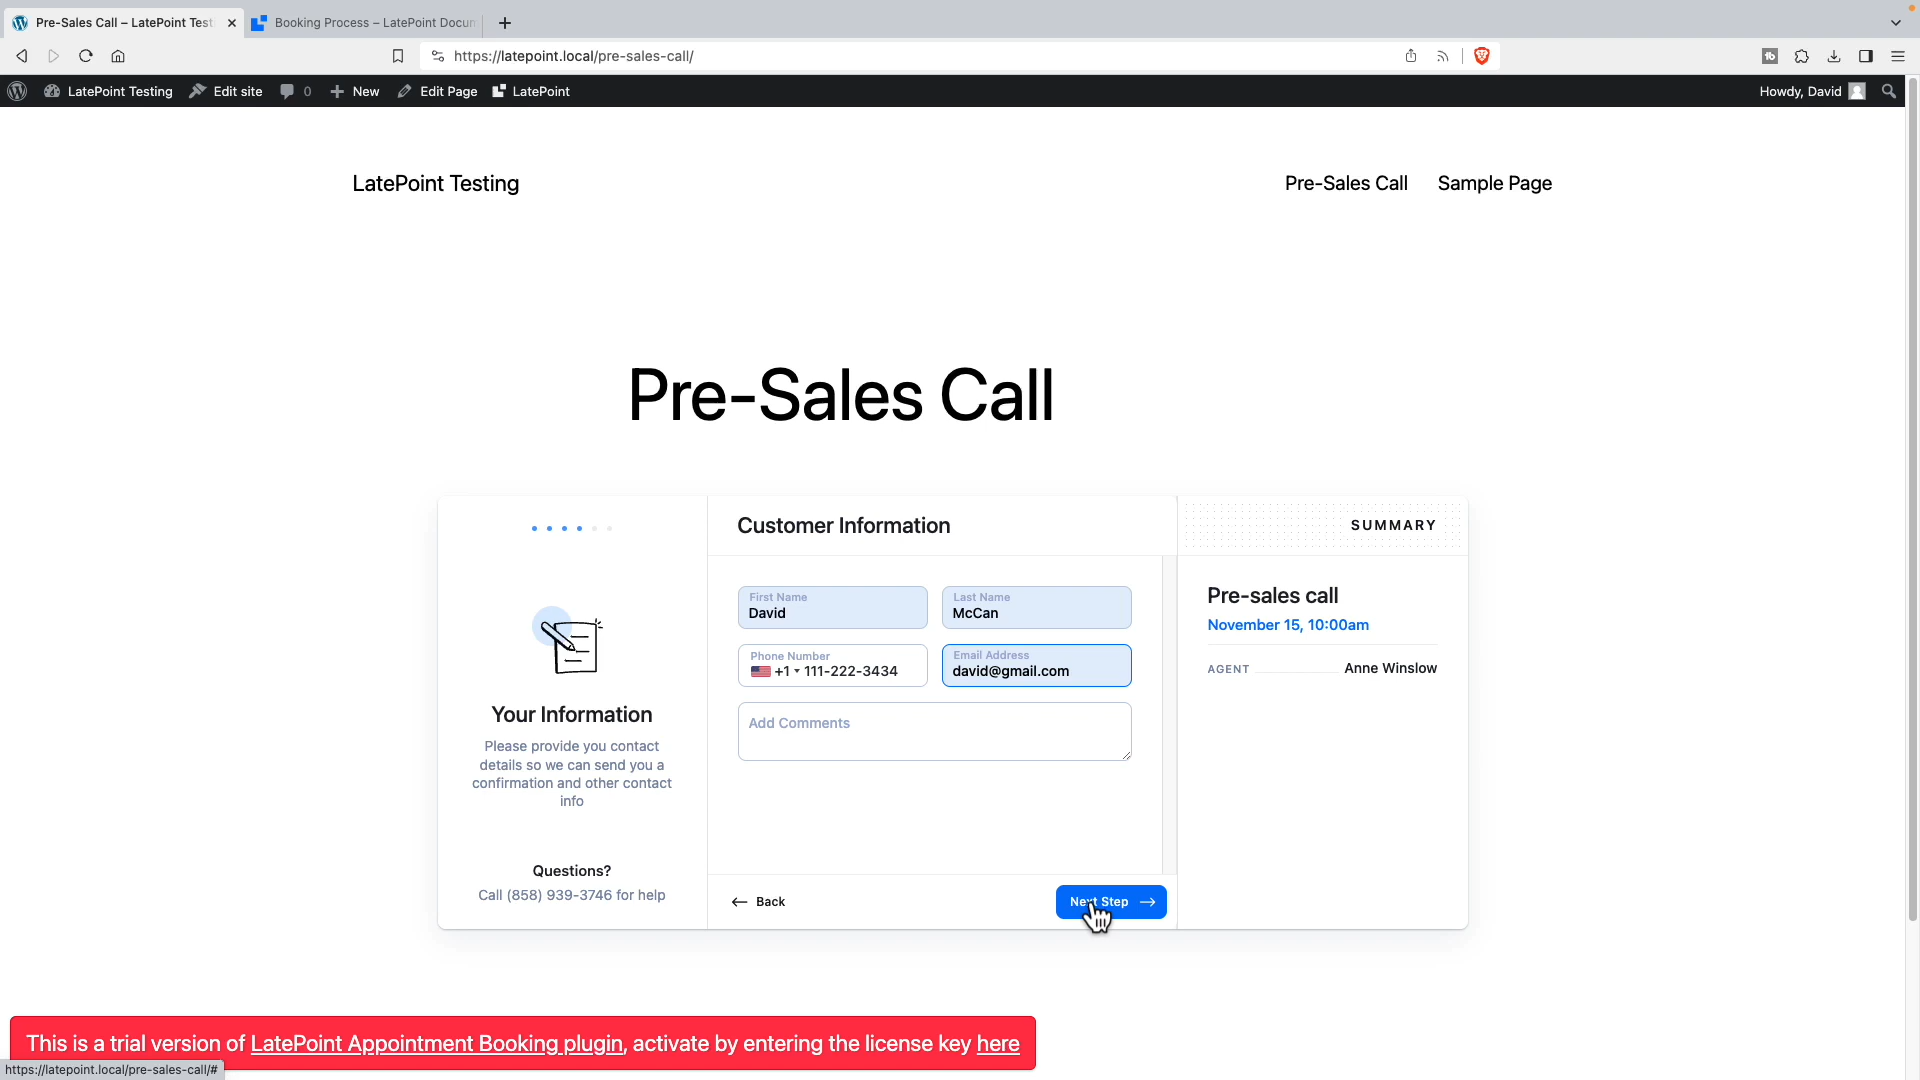 Pre-Sales Call – LatePoint Test
Booking Process – LatePoint Docum
https://latepoint.local/pre-sales-call/
LatePoint Testing
Edit site
0
New
Edit Page
LatePoint
Howdy, David
LatePoint Testing
Pre-Sales Call
Sample Page
Pre-Sales Call
Your Information
Please provide you contact
details so we can send you a
confirmation and other contact
info
Questions?
Call (858) 939-3746 for help
Customer Information
First Name
David
Last Name
McCan
Phone Number
+1 111-222-3434
Email Address
david@gmail.com
Add Comments
Back
Next Step
SUMMARY
Pre-sales call
November 15, 10:00am
AGENT
Anne Winslow
This is a trial version of LatePoint Appointment Booking plugin, activate by entering the license key here
https://latepoint.local/pre-sales-call/#